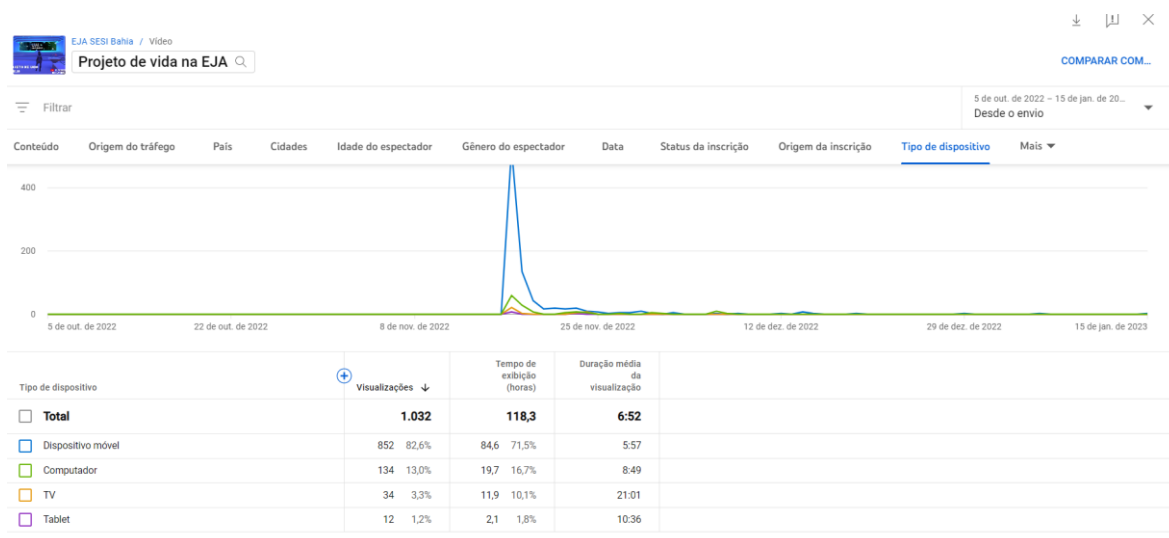 EJA SESI Bahia / Vídeo
Projeto de vida na EJA
COMPARAR COM...
Filtrar
5 de out. de 2022 – 15 de jan. de 20...
Desde o envio
Conteúdo Origem do tráfego País Cidades Idade do espectador Gênero do espectador Data Status da inscrição Origem da inscrição Tipo de dispositivo Mais
400
200
0
5 de out. de 2022 22 de out. de 2022 8 de nov. de 2022 25 de nov. de 2022 12 de dez. de 2022 29 de dez. de 2022 15 de jan. de 2023
Tipo de dispositivo
Visualizações
Tempo de
exibição
(horas)
Duração média
da
visualização
Total 1.032 118,3 6:52
Dispositivo móvel 852 82,6% 84,6 71,5% 5:57
Computador 134 13,0% 19,7 16,7% 8:49
TV 34 3,3% 11,9 10,1% 21:01
Tablet 12 1,2% 2,1 1,8% 10:36